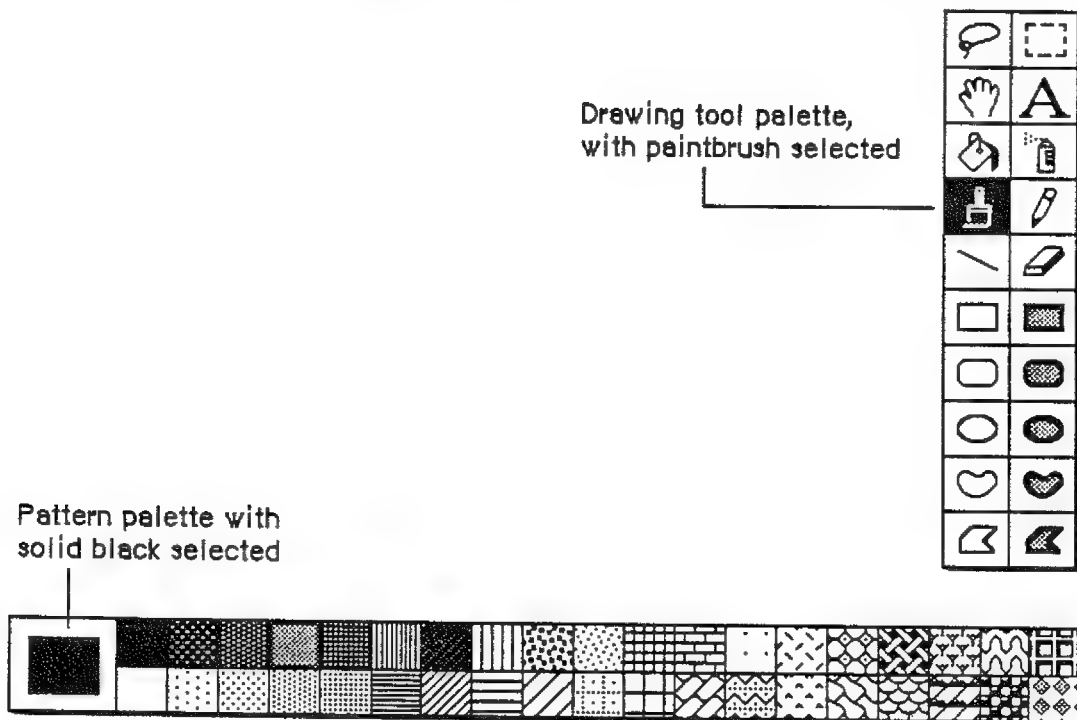 Drawing tool palette,
with paintbrush selected
A
Pattern palette with
solid black selected